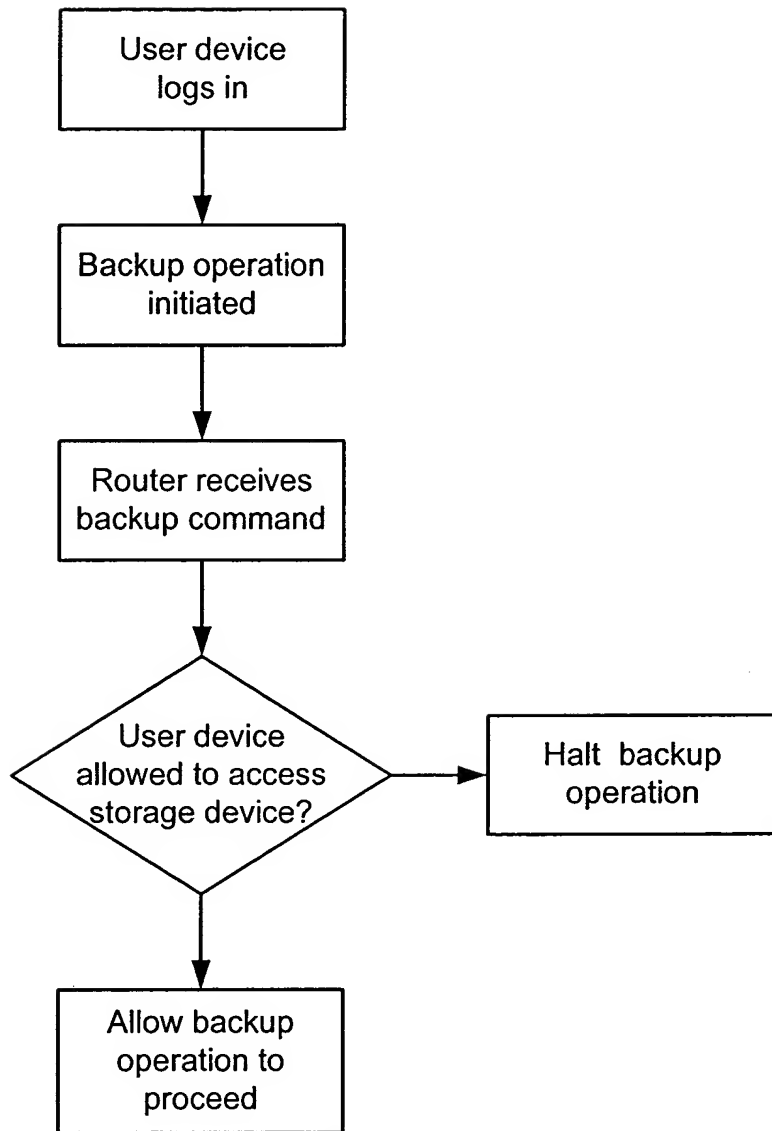 User device
logs in
Backup operation
initiated
Router receives
backup command
User device
allowed to access
storage device?
Halt backup
operation
Allow backup
operation to
proceed